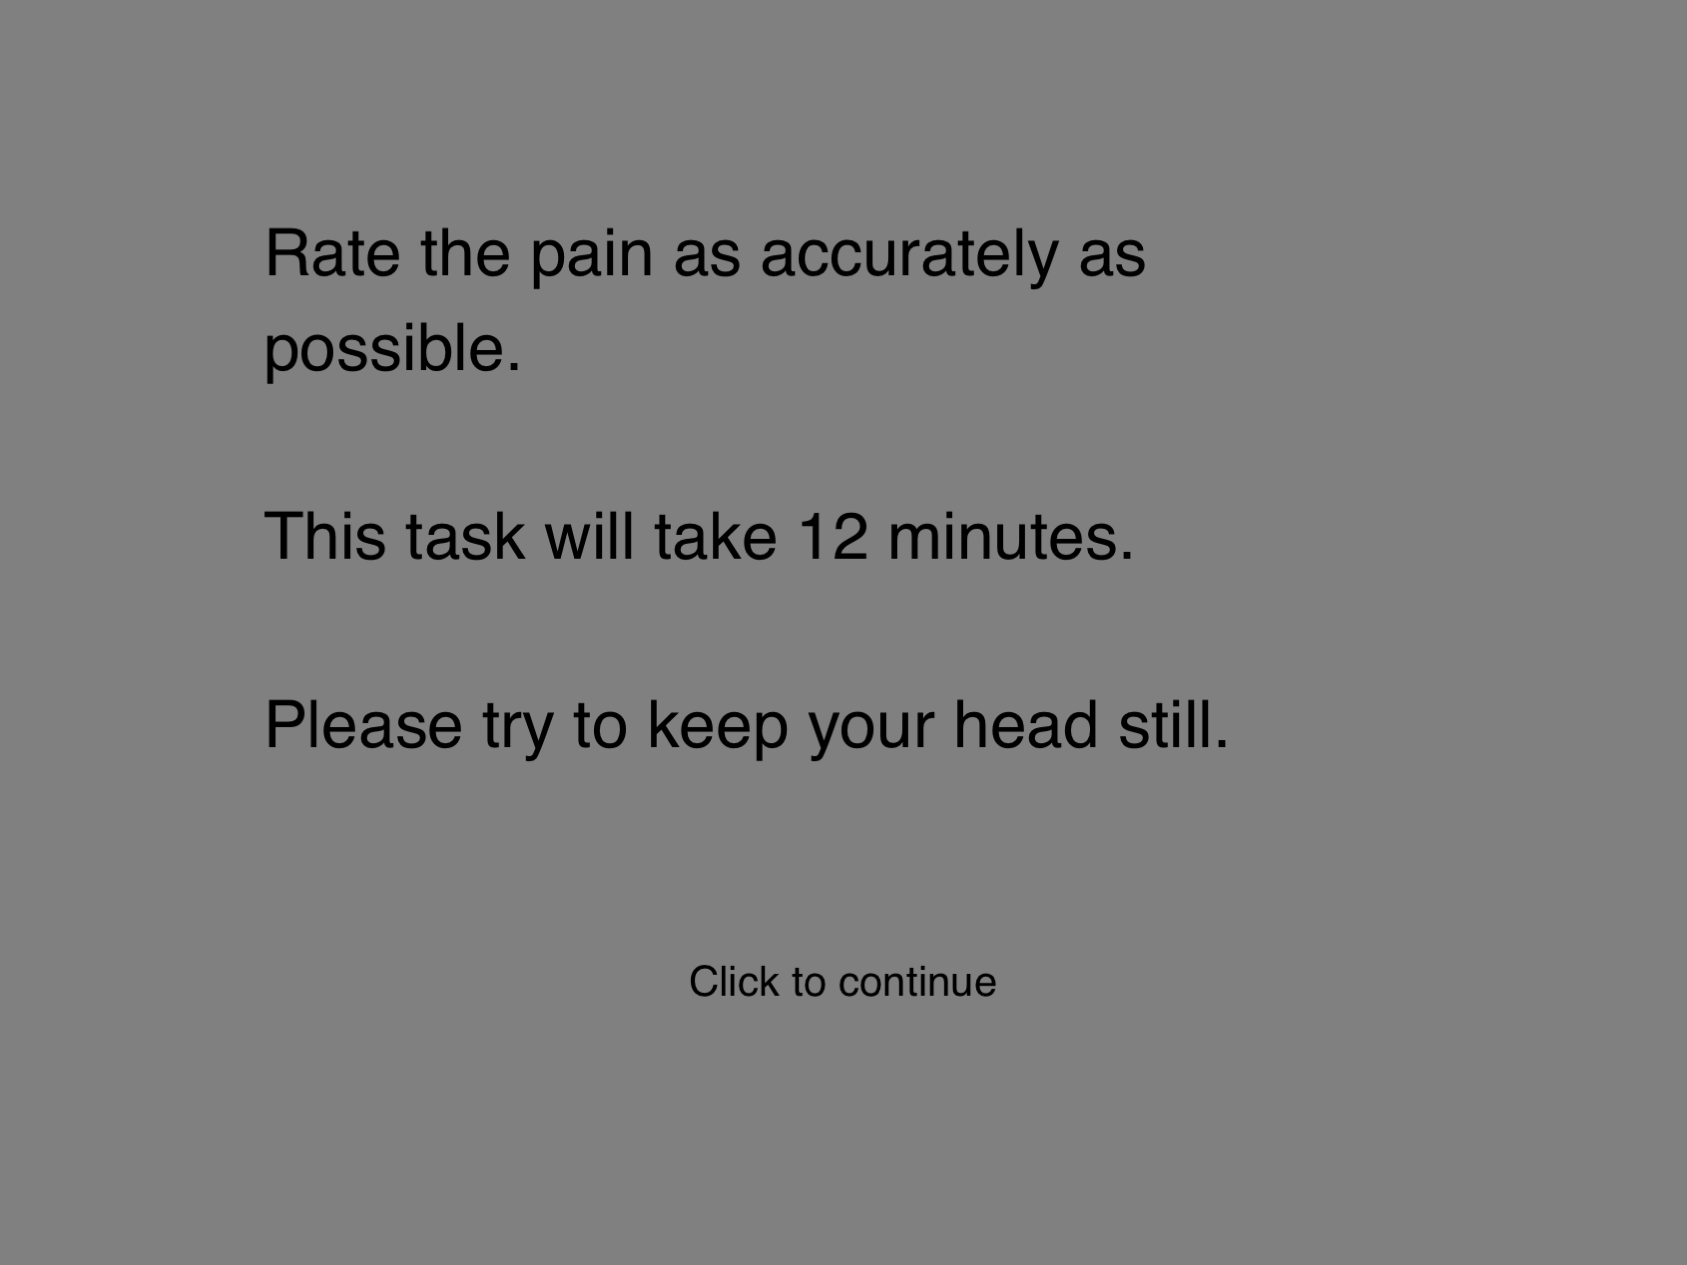 Rate the pain as accurately as
possible.
This task will take 12 minutes.
Please try to keep your head still.
Click to continue